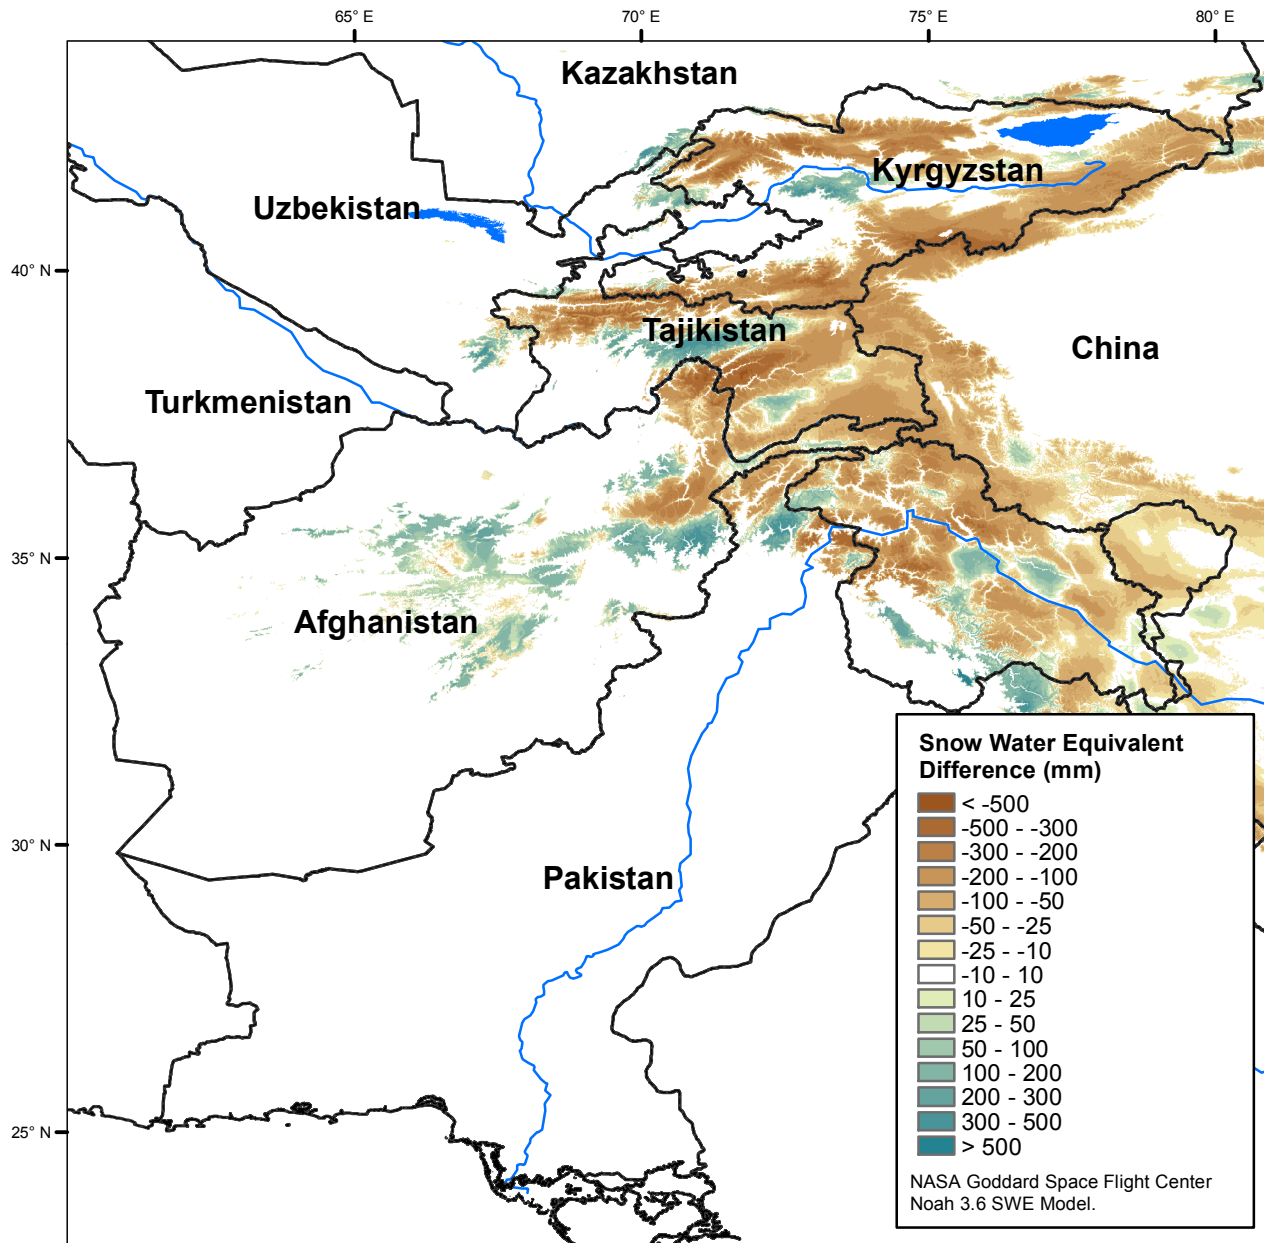 65° E
70° E
75° E
80° E
Kazakhstan
Kyrgyzstan
Uzbekistan
40° N
Tajikistan
China
Turkmenistan
35° N
Afghanistan
30° N
Pakistan
25° N
Snow Water Equivalent
Difference (mm)
< -500
-500 - -300
-300 - -200
-200 - -100
-100 - -50
-50 - -25
-25 - -10
-10 - 10
10 - 25
25 - 50
50 - 100
100 - 200
200 - 300
300 - 500
> 500
NASA Goddard Space Flight Center
Noah 3.6 SWE Model.